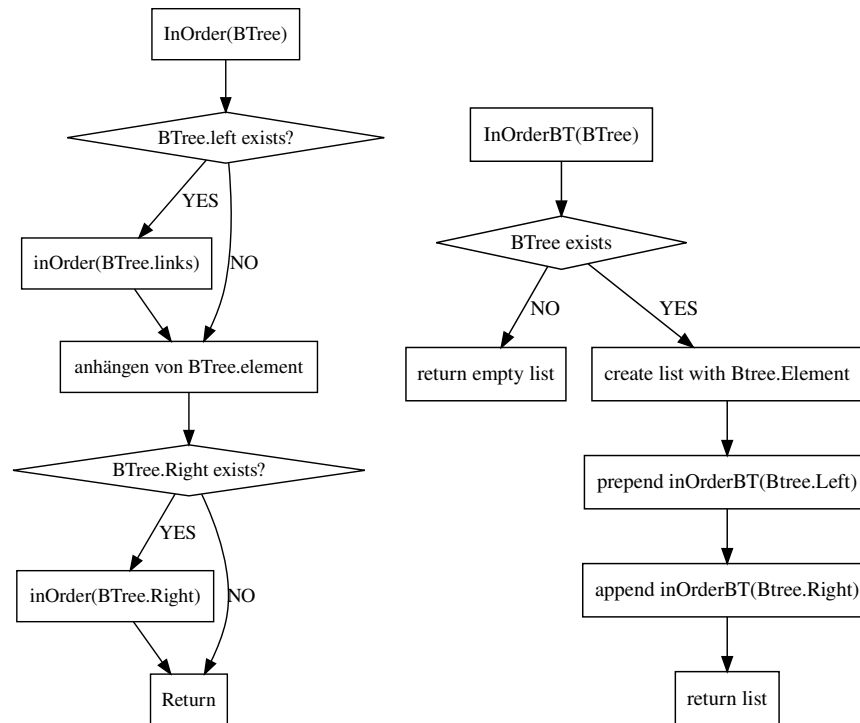 InOrder(BTree)
BTree.left exists?
YES
inOrder(BTree.links)
NO
anhängen von BTree.element
BTree.Right exists?
YES
inOrder(BTree.Right)
NO
Return
InOrderBT(BTree)
BTree exists
NO
YES
return empty list
create list with Btree.Element
prepend inOrderBT(Btree.Left)
append inOrderBT(Btree.Right)
return list